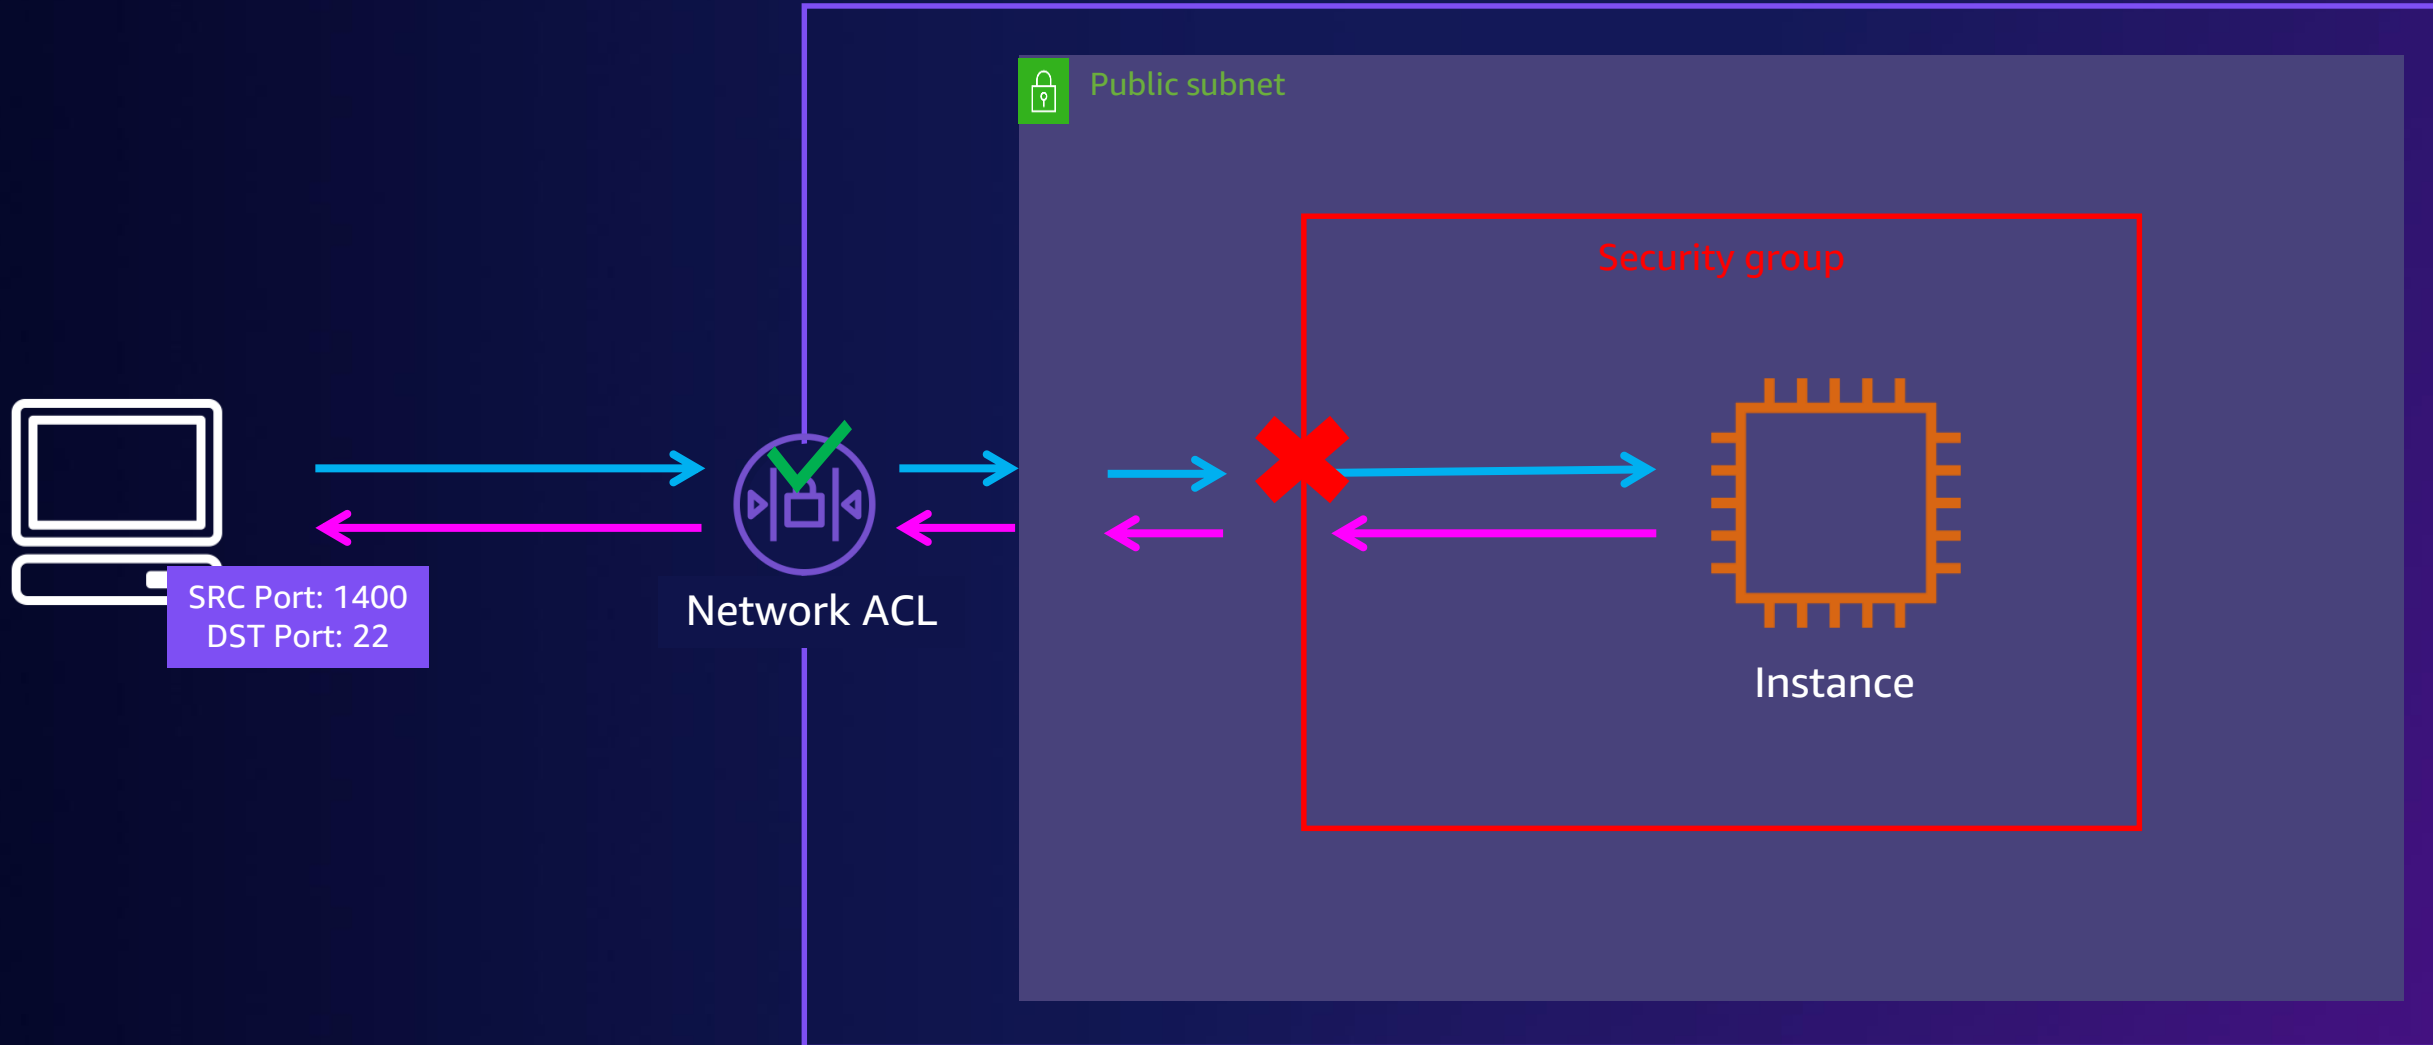 Public subnet
Security group
SRC Port: 1400
DST Port: 22
Network ACL
Instance